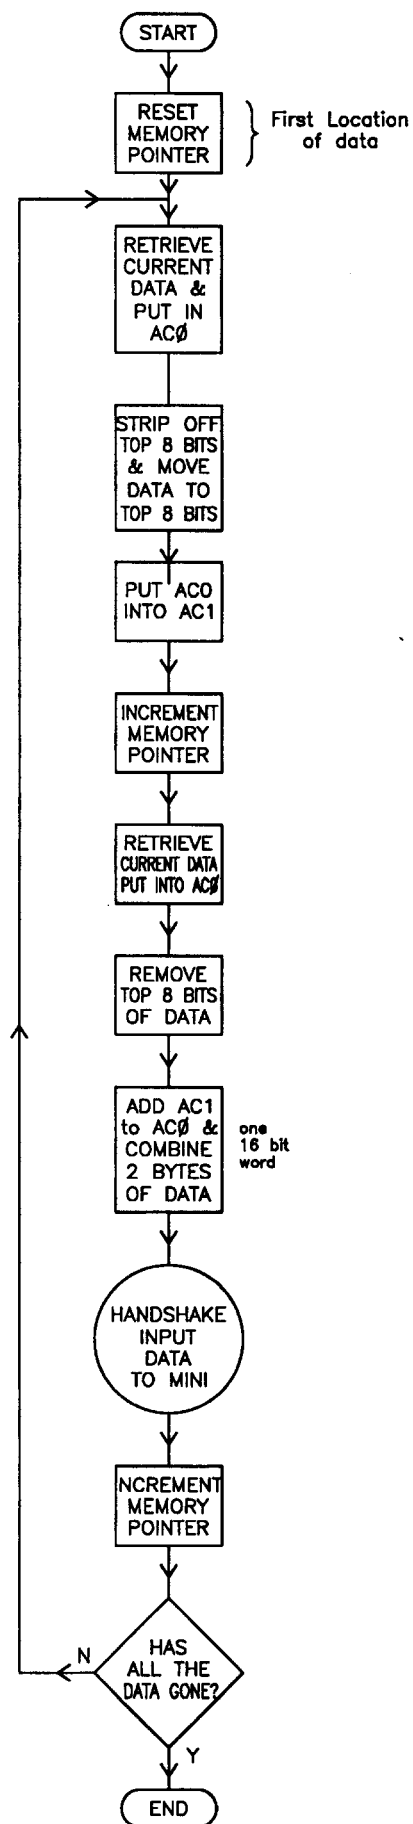 START
RESET
MEMORY
POINTER
First Location
of data
RETRIEVE
CURRENT
DATA &
PUT IN
ACØ
STRIP OFF
TOP 8 BITS
& MOVE
DATA TO
TOP 8 BITS
PUT AC0
INTO AC1
INCREMENT
MEMORY
POINTER
RETRIEVE
CURRENT DATA
PUT INTO ACØ
REMOVE
TOP 8 BITS
OF DATA
ADD AC1
to ACØ &
COMBINE
2 BYTES
OF DATA
one
16 bit
word
HANDSHAKE
INPUT
DATA
TO MINI
INCREMENT
MEMORY
POINTER
HAS
ALL THE
DATA GONE?
N
Y
END